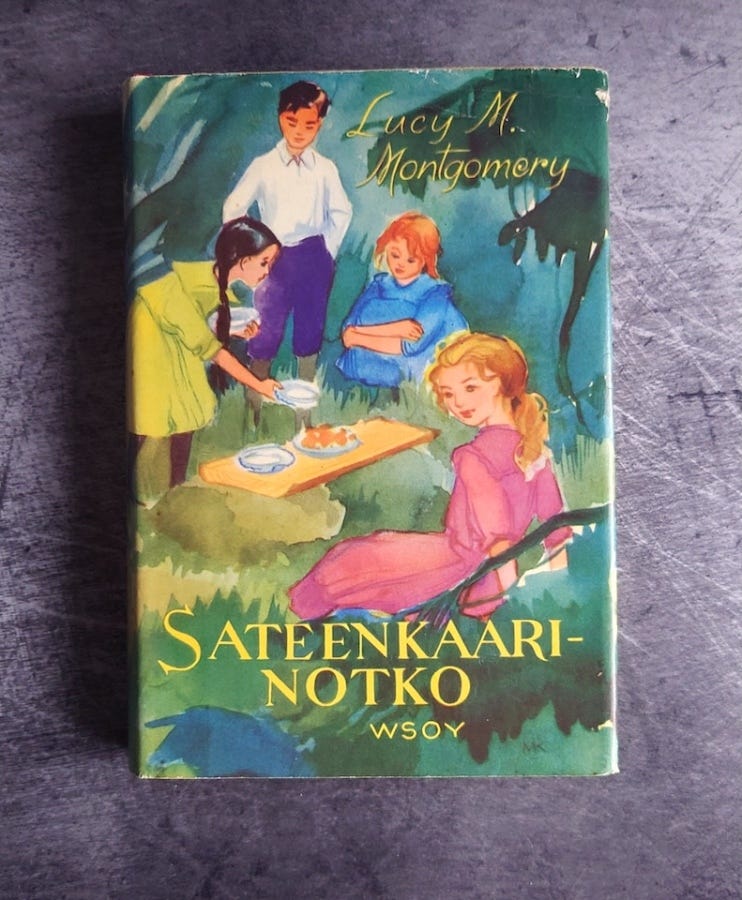 Lucy M.
Montgomery
SATEENKAARI-
NOTKO
WSOY
MK